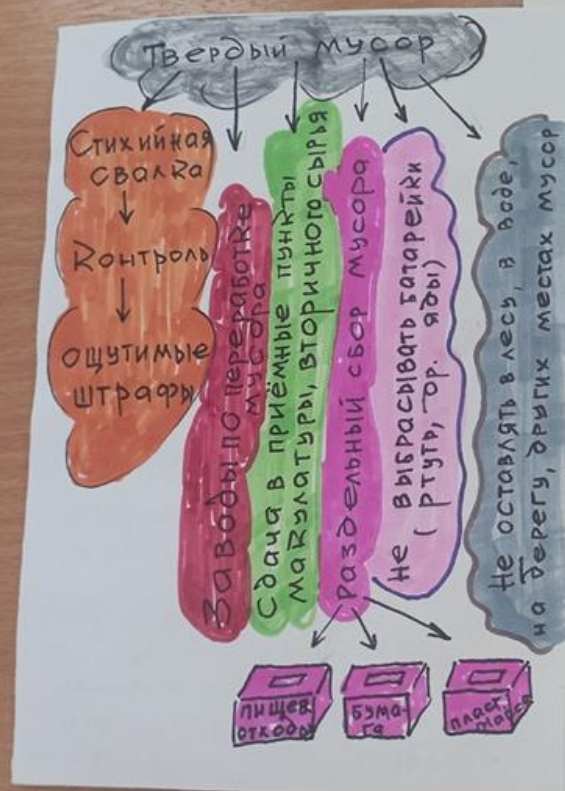 Твердый мусор
Стихийная
свалка
Контроль
ощутимые
штрафы
Заводы по переработке
мусора
Сдача в приёмные пункты
макулатуры, вторичного сырья
раздельный сбор мусора
Не выбрасывать батарейки
(ртуть, др. яды)
Не оставлять в лесу, в воде,
на берегу, других местах мусор
пищев
отходы
бума-
га
пласт